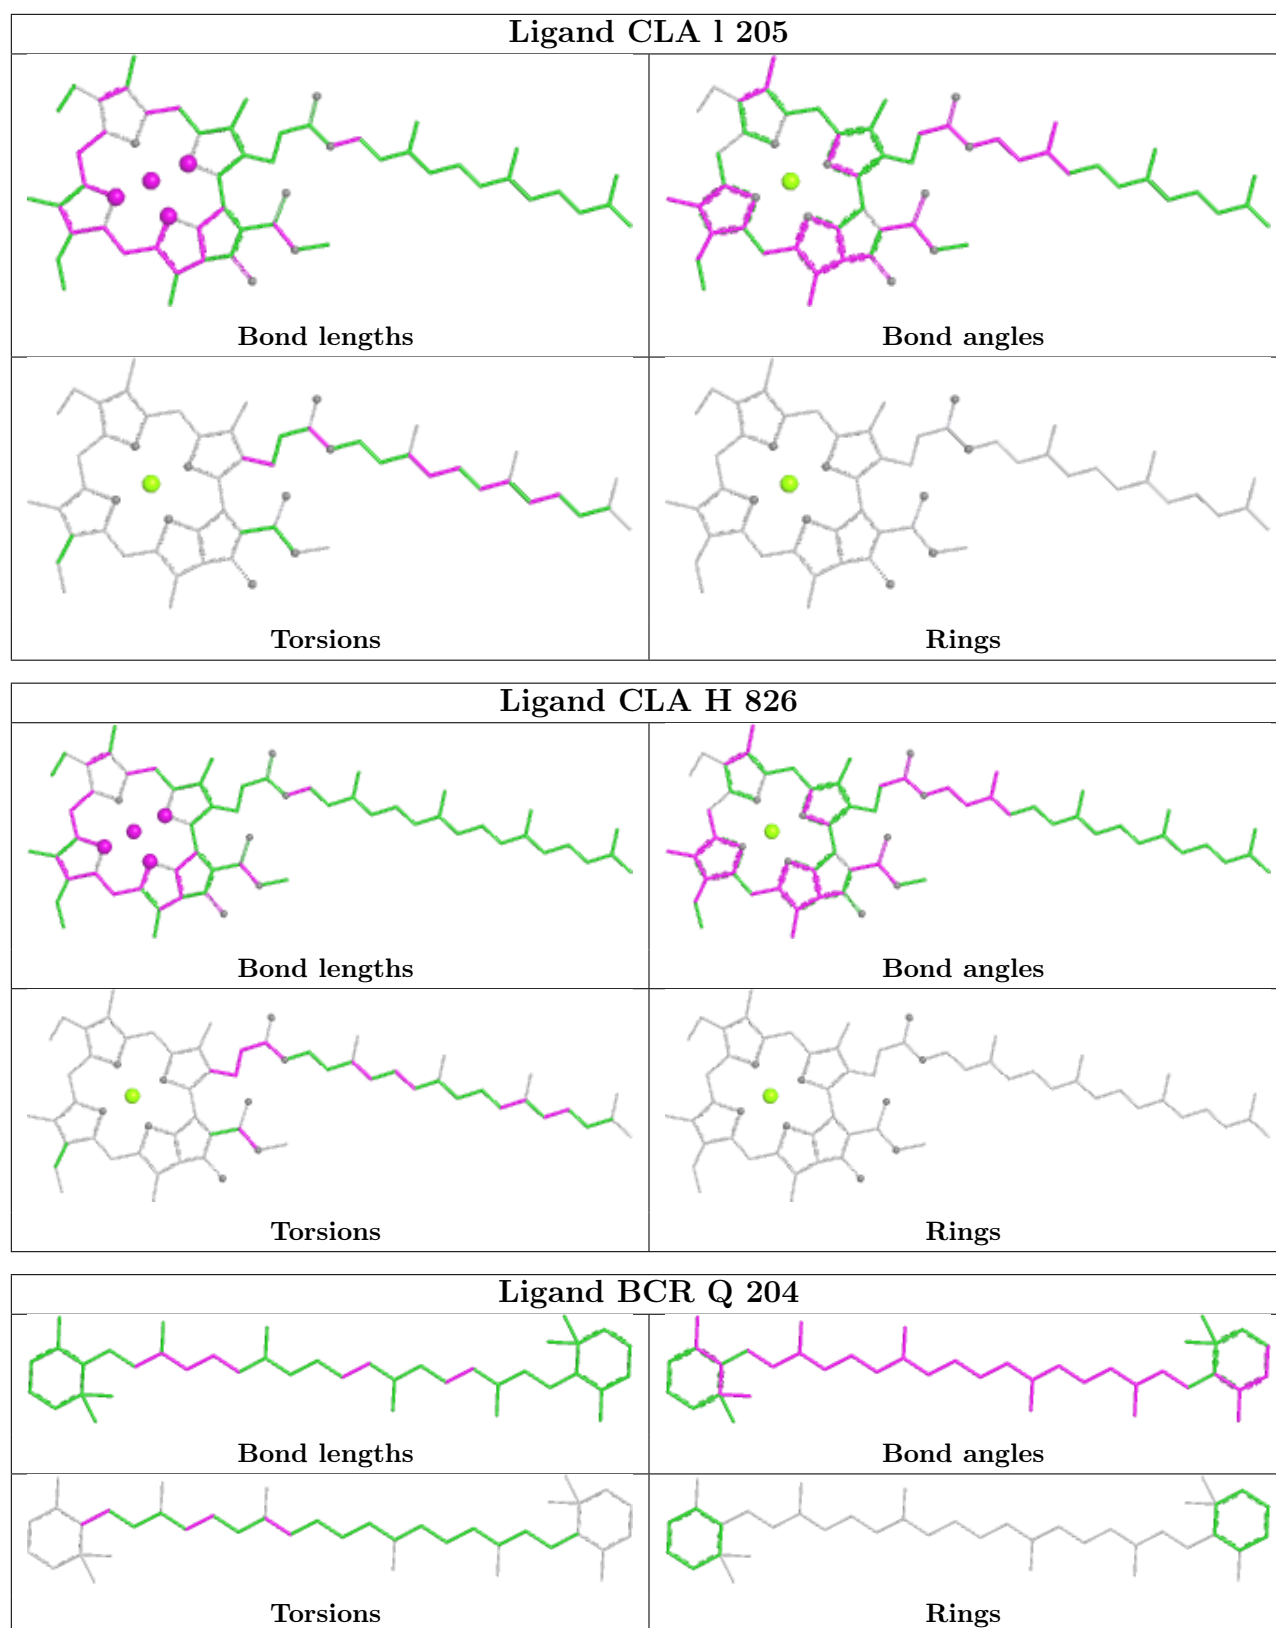 Ligand CLA l 205
Bond lengths
Bond angles
Torsions
Rings
Ligand CLA H 826
Bond lengths
Bond angles
Torsions
Rings
Ligand BCR Q 204
Bond lengths
Bond angles
Torsions
Rings